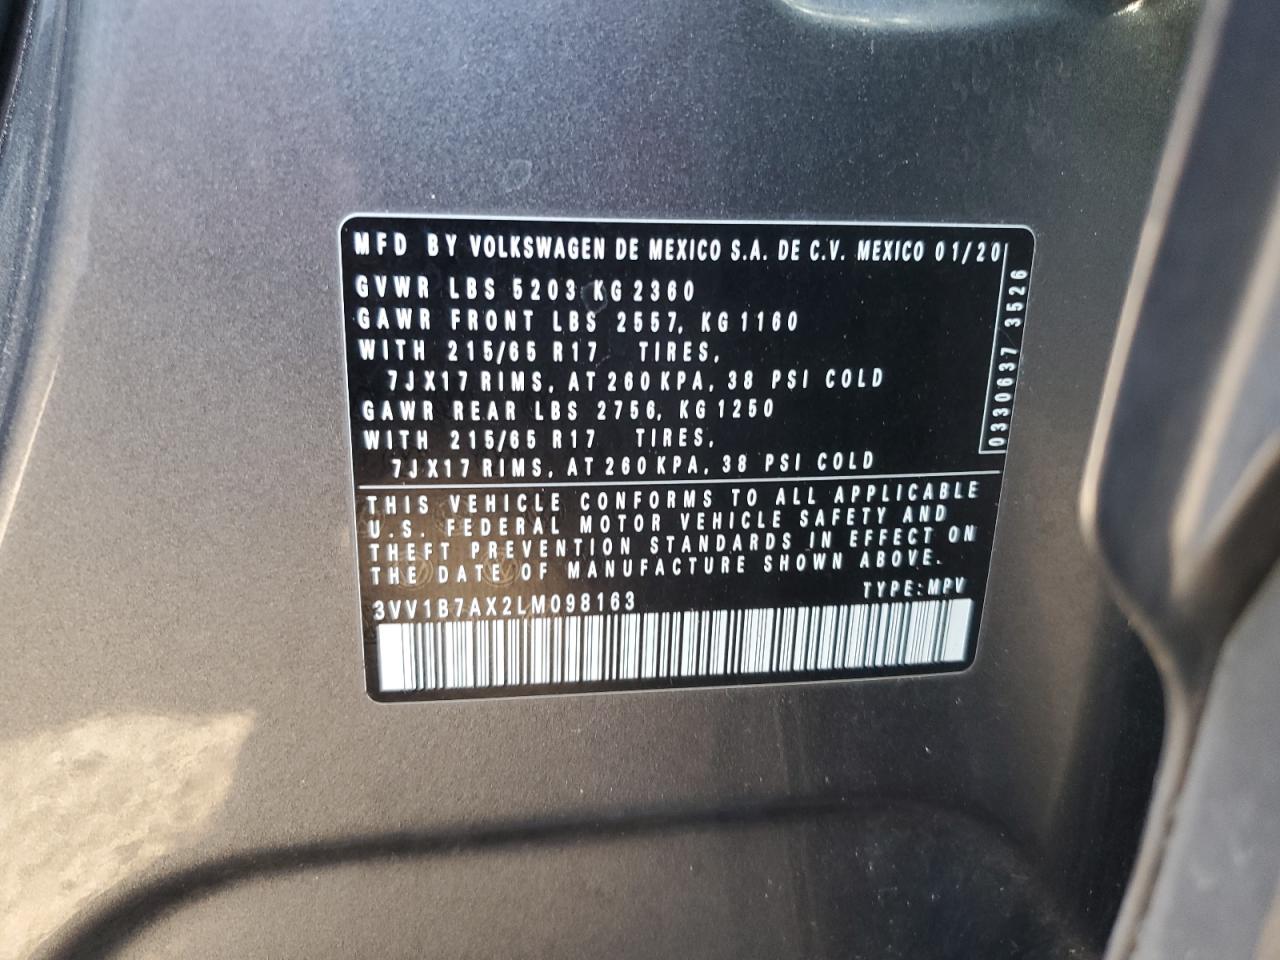 MFD BY VOLKSWAGEN DE MEXICO S.A. DE C.V. MEXICO 01/20
GVWR LBS 5203 KG 2360
GAWR FRONT LBS 2557, KG 1160
WITH 215/65 R17 TIRES,
7JX17 RIMS, AT 260 KPA, 38 PSI COLD
GAWR REAR LBS 2756, KG 1250
WITH 215/65 R17 TIRES,
7JX17 RIMS, AT 260 KPA, 38 PSI COLD
0330637 3526
THIS VEHICLE CONFORMS TO ALL APPLICABLE
U.S. FEDERAL MOTOR VEHICLE SAFETY AND
THEFT PREVENTION STANDARDS IN EFFECT ON
THE DATE OF MANUFACTURE SHOWN ABOVE.
3VV1B7AX2LM098163 TYPE: MPV